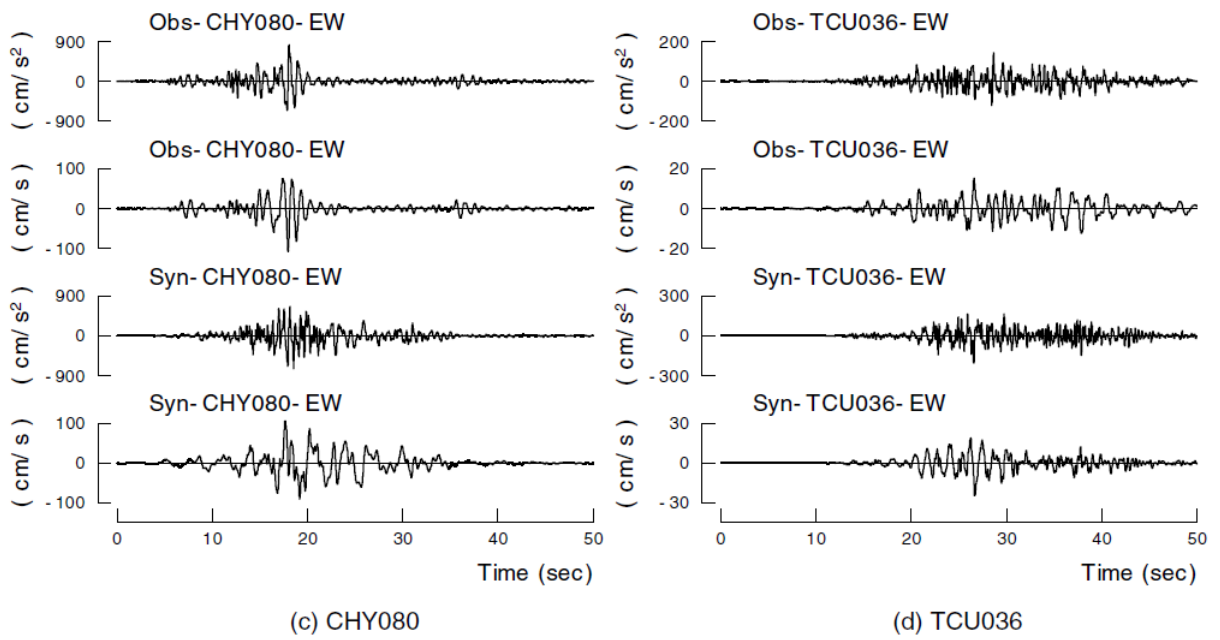 Obs- CHY080- EW
900
0
- 900
( cm/ s²)
Obs- CHY080- EW
100
0
- 100
( cm/ s)
Syn- CHY080- EW
900
0
- 900
( cm/ s²)
Syn- CHY080- EW
100
0
- 100
( cm/ s)
0 10 20 30 40 50
Time (sec)
(c) CHY080
Obs- TCU036- EW
200
0
- 200
( cm/ s²)
Obs- TCU036- EW
20
0
- 20
( cm/ s)
Syn- TCU036- EW
300
0
- 300
( cm/ s²)
Syn- TCU036- EW
30
0
- 30
( cm/ s)
0 10 20 30 40 50
Time (sec)
(d) TCU036